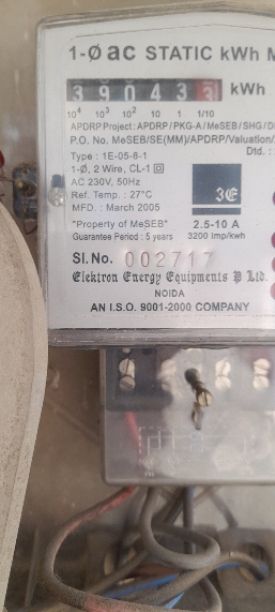 1-Ø ac STATIC kWh M
39043 3 kWh
10⁴ 10³ 10² 10 1 1/10
APDRP Project : APDRP / PKG-A / MeSEB / SHG / D
P.O. No. MeSEB/SE(MM)/APDRP/Valuation/
Dtd. :
Type : 1E-05-6-1
1-Ø, 2 Wire, CL-1
AC 230V, 50Hz
Ref. Temp. : 27°C
MFD. : March 2005
3E
"Property of MeSEB" 2.5-10 A
Guarantee Period : 5 years 3200 Imp/kwh
Sl. No. 002717
Elektron Energy Equipments P Ltd.
NOIDA
AN I.S.O. 9001-2000 COMPANY